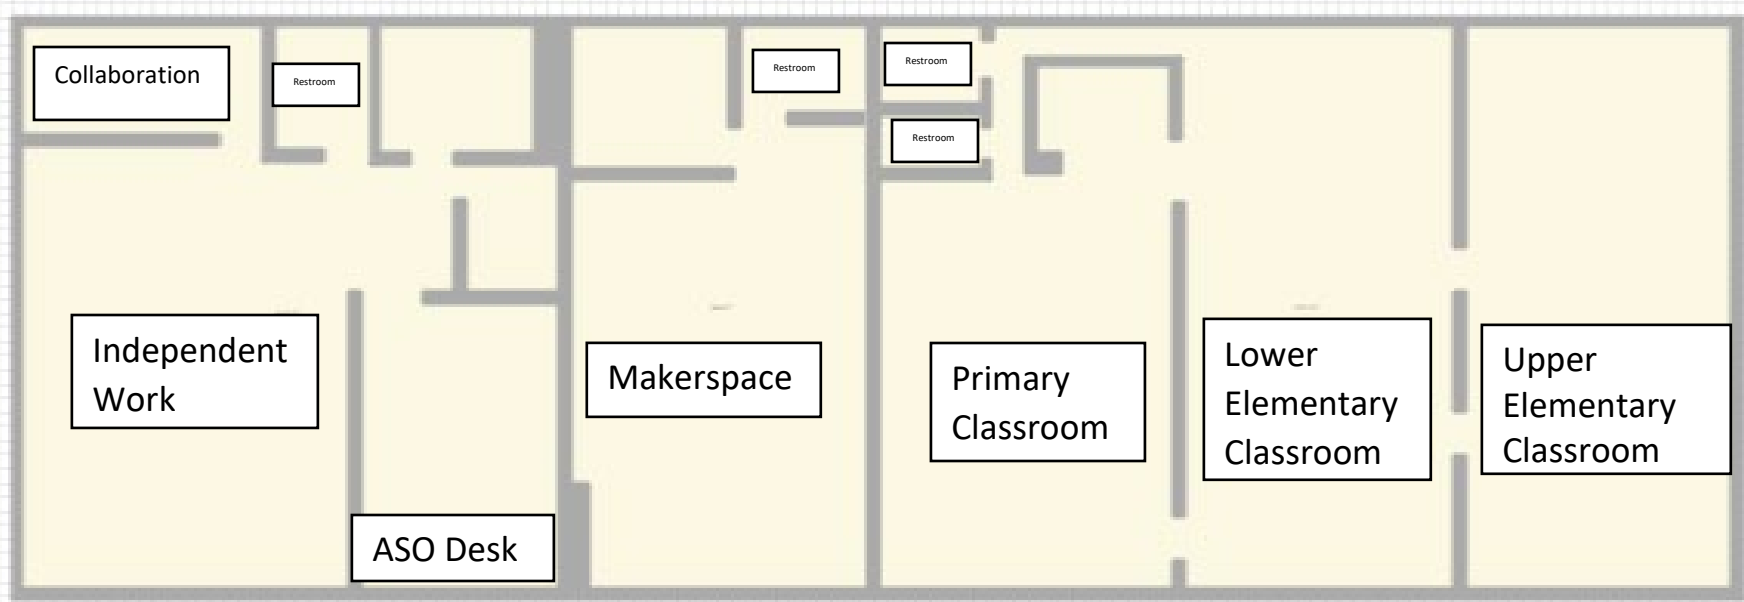 Collaboration
Restroom
Restroom
Restroom
Restroom
Independent
Work
ASO Desk
Makerspace
Primary
Classroom
Lower
Elementary
Classroom
Upper
Elementary
Classroom